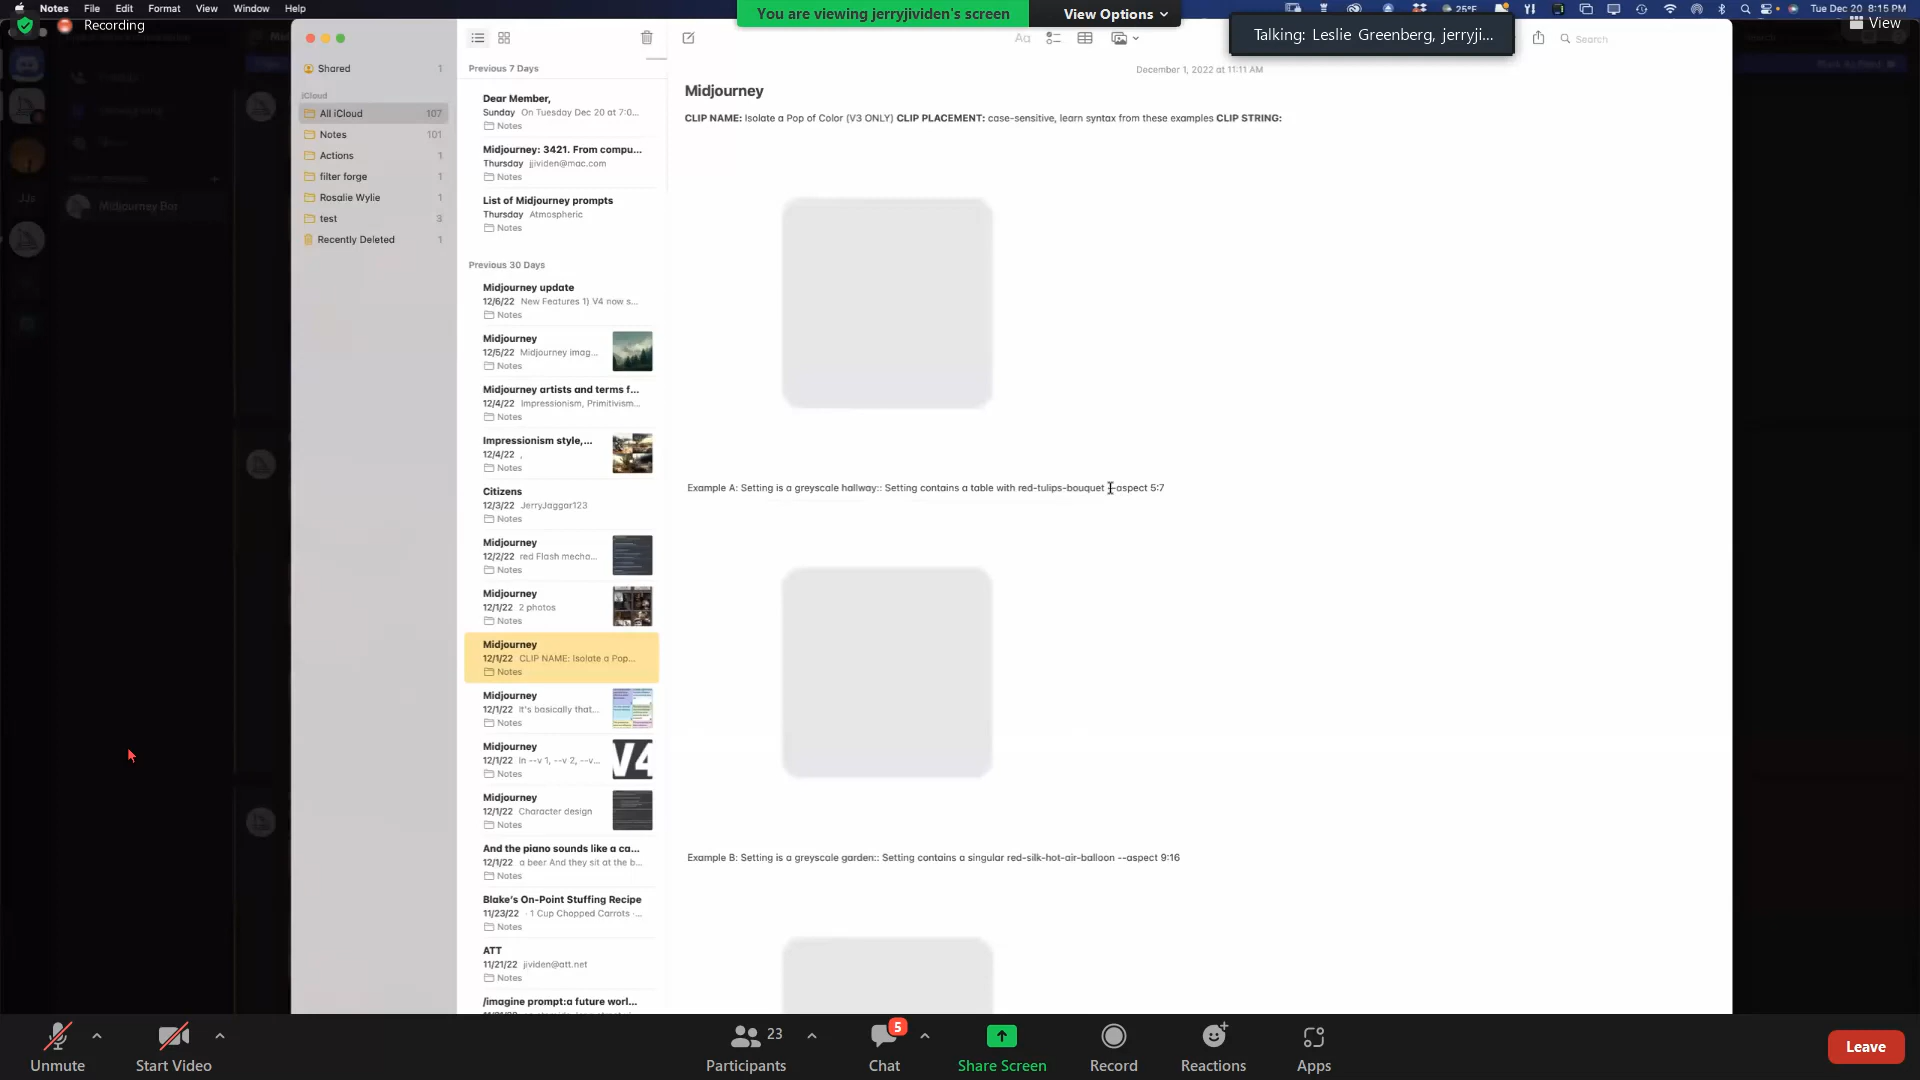 Notes File Edit Format View Window Help
You are viewing jerryjividen's screen
View Options
25°F
Tue Dec 20 8:15 PM
Recording
Talking: Leslie Greenberg, jerryji...
View
Search
Shared 1
iCloud
All iCloud 107
Notes 101
Actions 1
filter forge 1
Rosalie Wylie 1
test 3
Recently Deleted 1
JJs
Midjourney Bot
Previous 7 Days
Dear Member,
Sunday On Tuesday Dec 20 at 7:0...
Notes
Midjourney: 3421. From compu...
Thursday jjividen@mac.com
Notes
List of Midjourney prompts
Thursday Atmospheric
Notes
Previous 30 Days
Midjourney update
12/6/22 New Features 1) V4 now s...
Notes
Midjourney
12/5/22 Midjourney imag...
Notes
Midjourney artists and terms f...
12/4/22 Impressionism, Primitivism...
Notes
Impressionism style,...
12/4/22 ,
Notes
Citizens
12/3/22 JerryJaggar123
Notes
Midjourney
12/2/22 red Flash mecha...
Notes
Midjourney
12/1/22 2 photos
Notes
Midjourney
12/1/22 CLIP NAME: Isolate a Pop...
Notes
Midjourney
12/1/22 It's basically that...
Notes
Midjourney
12/1/22 In --v 1, --v 2, --v...
Notes
V4
Midjourney
12/1/22 Character design
Notes
And the piano sounds like a ca...
12/1/22 a beer And they sit at the b...
Notes
Blake's On-Point Stuffing Recipe
11/23/22 · 1 Cup Chopped Carrots ·...
Notes
ATT
11/21/22 jividen@att.net
Notes
/imagine prompt:a future worl...
Aa
December 1, 2022 at 11:11 AM
Midjourney
CLIP NAME: Isolate a Pop of Color (V3 ONLY) CLIP PLACEMENT: case-sensitive, learn syntax from these examples CLIP STRING:
Example A: Setting is a greyscale hallway:: Setting contains a table with red-tulips-bouquet --aspect 5:7
Example B: Setting is a greyscale garden:: Setting contains a singular red-silk-hot-air-balloon --aspect 9:16
Unmute
Start Video
23
Participants
5
Chat
Share Screen
Record
Reactions
Apps
Leave